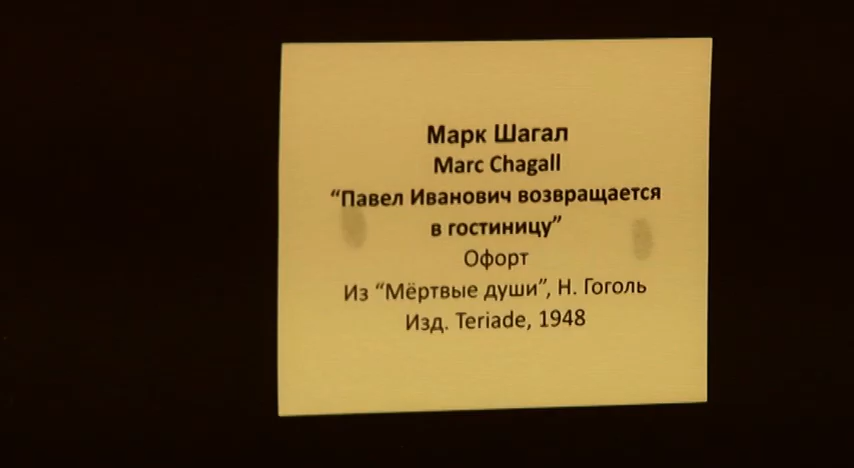 Марк Шагал
Marc Chagall
“Павел Иванович возвращается
в гостиницу”
Офорт
Из “Мёртвые души”, Н. Гоголь
Изд. Teriade, 1948